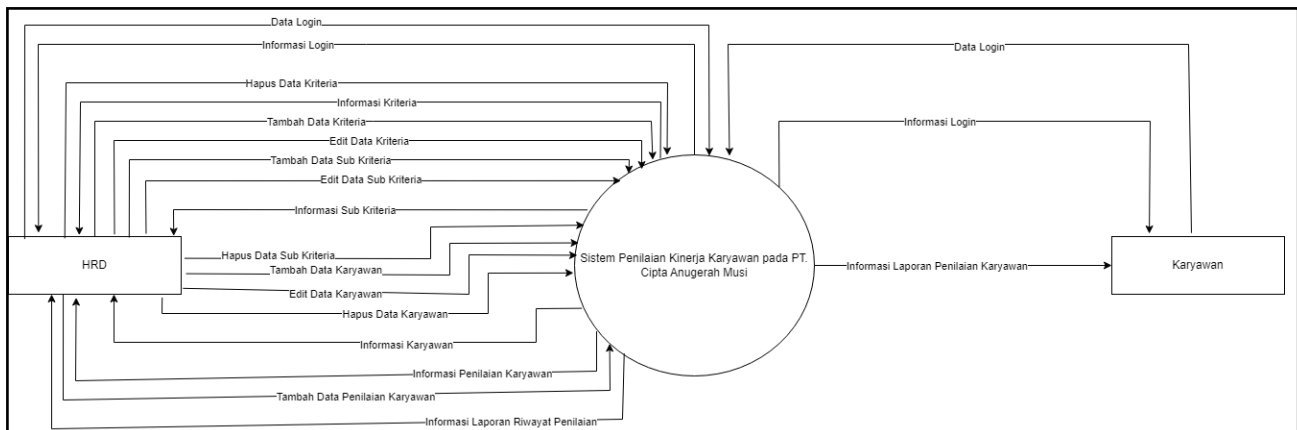 Data Login
Informasi Login
Data Login
Hapus Data Kriteria
Informasi Kriteria
Tambah Data Kriteria
Informasi Login
Edit Data Kriteria
Tambah Data Sub Kriteria
Edit Data Sub Kriteria
Informasi Sub Kriteria
HRD
Hapus Data Sub Kriteria
Tambah Data Karyawan
Sistem Penilaian Kinerja Karyawan pada PT.
Cipta Anugerah Musi
Informasi Laporan Penilaian Karyawan
Karyawan
Edit Data Karyawan
Hapus Data Karyawan
Informasi Karyawan
Informasi Penilaian Karyawan
Tambah Data Penilaian Karyawan
Informasi Laporan Riwayat Penilaian